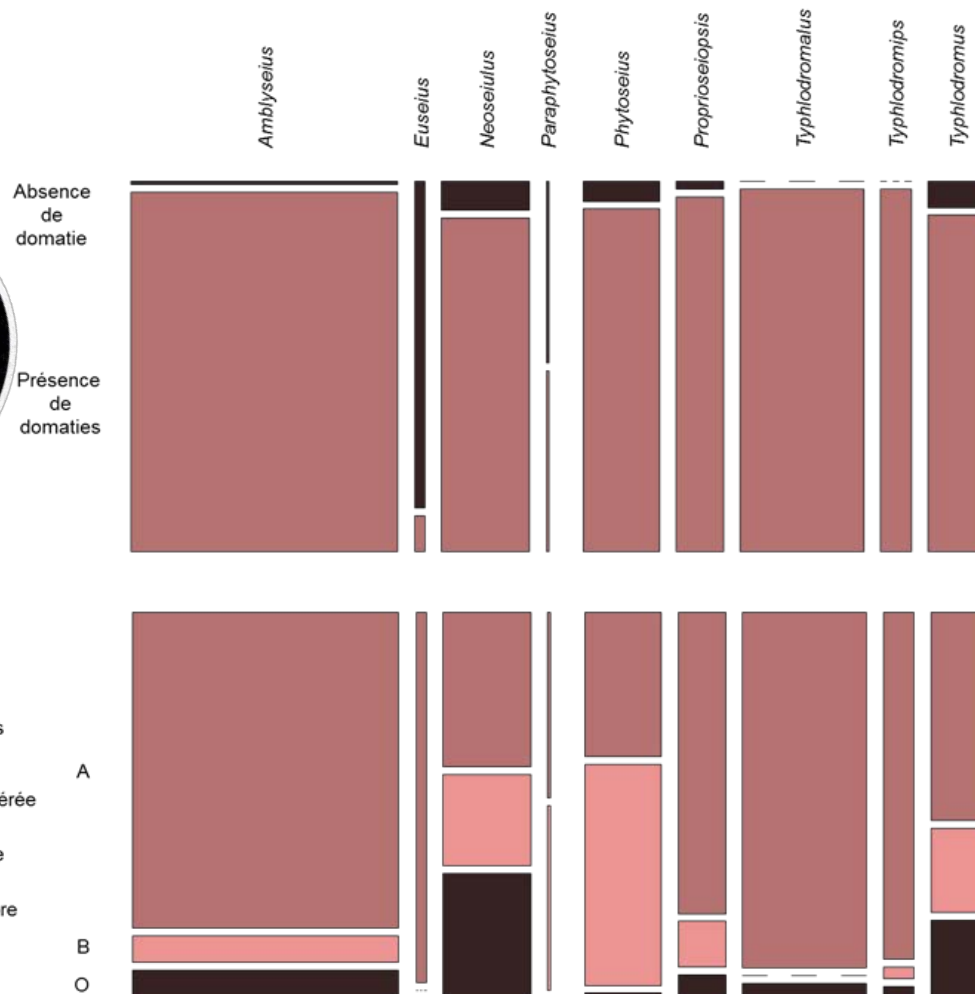 Amblyseius
Euseius
Neoseiulus
Paraphytoseius
Phytoseius
Proprioseiopsis
Typhlodromalus
Typhlodromips
Typhlodromus
Absence
de
domatie
Présence
de
domaties
A
B
O